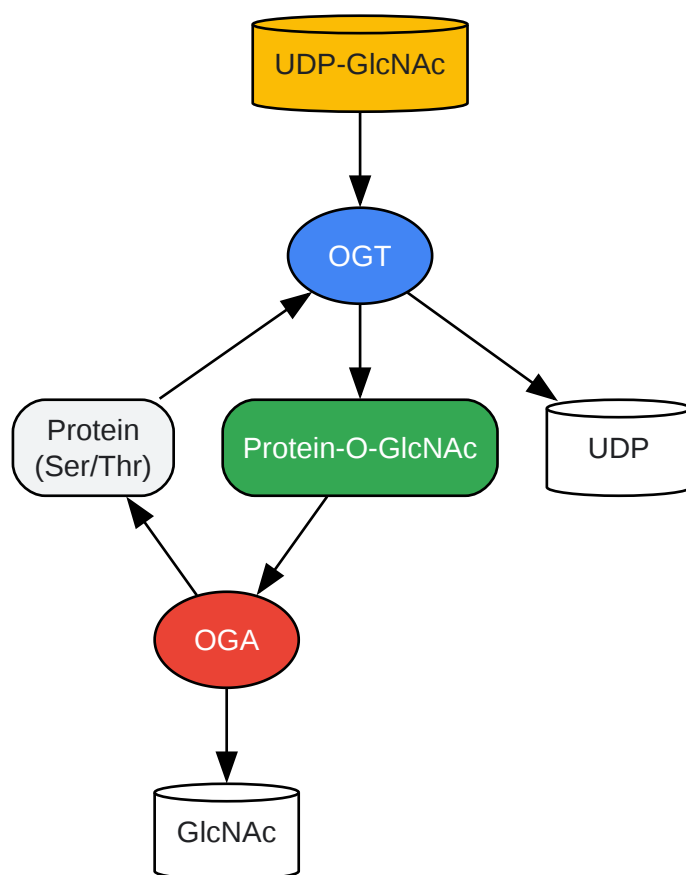 UDP-GlcNAc
OGT
Protein
(Ser/Thr)
Protein-O-GlcNAc
UDP
OGA
GlcNAc